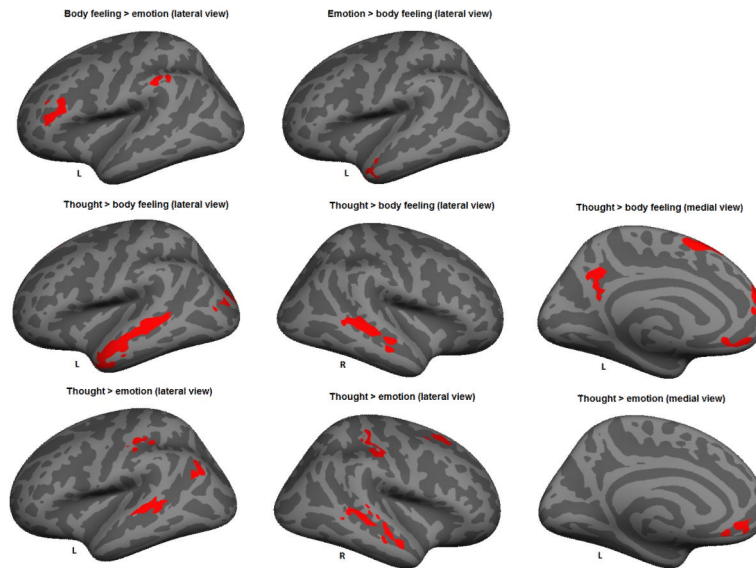 Body feeling > emotion (lateral view)
Emotion > body feeling (lateral view)
L
L
Thought > body feeling (lateral view)
Thought > body feeling (lateral view)
Thought > body feeling (medial view)
L
R
L
Thought > emotion (lateral view)
Thought > emotion (lateral view)
Thought > emotion (medial view)
L
R
L